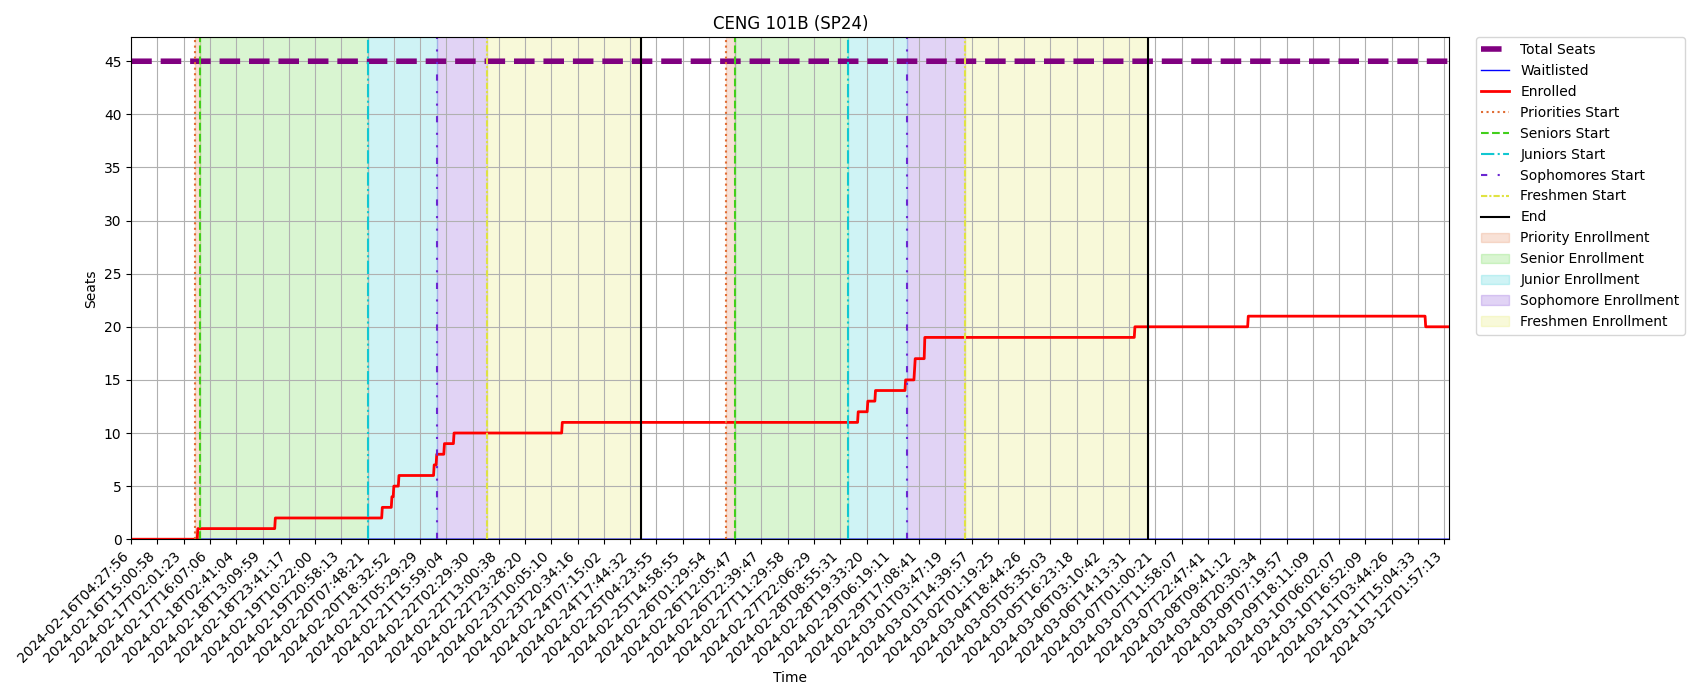 CENG 101B (SP24)
Seats
45
40
35
30
25
20
15
10
5
0
2024-02-16T04:27:56
2024-02-16T15:00:58
2024-02-17T02:01:23
2024-02-17T16:07:06
2024-02-18T02:41:04
2024-02-18T13:09:59
2024-02-18T23:41:17
2024-02-19T10:22:00
2024-02-19T20:58:13
2024-02-20T07:48:21
2024-02-20T18:32:52
2024-02-21T05:29:29
2024-02-21T15:59:04
2024-02-22T02:29:30
2024-02-22T13:00:38
2024-02-22T23:28:20
2024-02-23T10:05:10
2024-02-23T20:34:16
2024-02-24T07:15:02
2024-02-24T17:44:32
2024-02-25T04:23:55
2024-02-25T14:58:55
2024-02-26T01:29:54
2024-02-26T12:05:47
2024-02-26T22:39:47
2024-02-27T11:29:58
2024-02-27T22:06:29
2024-02-28T08:55:31
2024-02-28T19:33:20
2024-02-29T06:19:11
2024-02-29T17:08:41
2024-03-01T03:47:19
2024-03-01T14:39:57
2024-03-02T01:19:25
2024-03-04T18:44:26
2024-03-05T05:35:03
2024-03-05T16:23:18
2024-03-06T03:10:42
2024-03-06T14:13:31
2024-03-07T01:00:21
2024-03-07T11:58:07
2024-03-07T22:47:41
2024-03-08T09:41:12
2024-03-08T20:30:34
2024-03-09T07:19:57
2024-03-09T18:11:09
2024-03-10T06:02:07
2024-03-10T16:52:09
2024-03-11T03:44:26
2024-03-11T15:04:33
2024-03-12T01:57:13
Time
Total Seats
Waitlisted
Enrolled
Priorities Start
Seniors Start
Juniors Start
Sophomores Start
Freshmen Start
End
Priority Enrollment
Senior Enrollment
Junior Enrollment
Sophomore Enrollment
Freshmen Enrollment